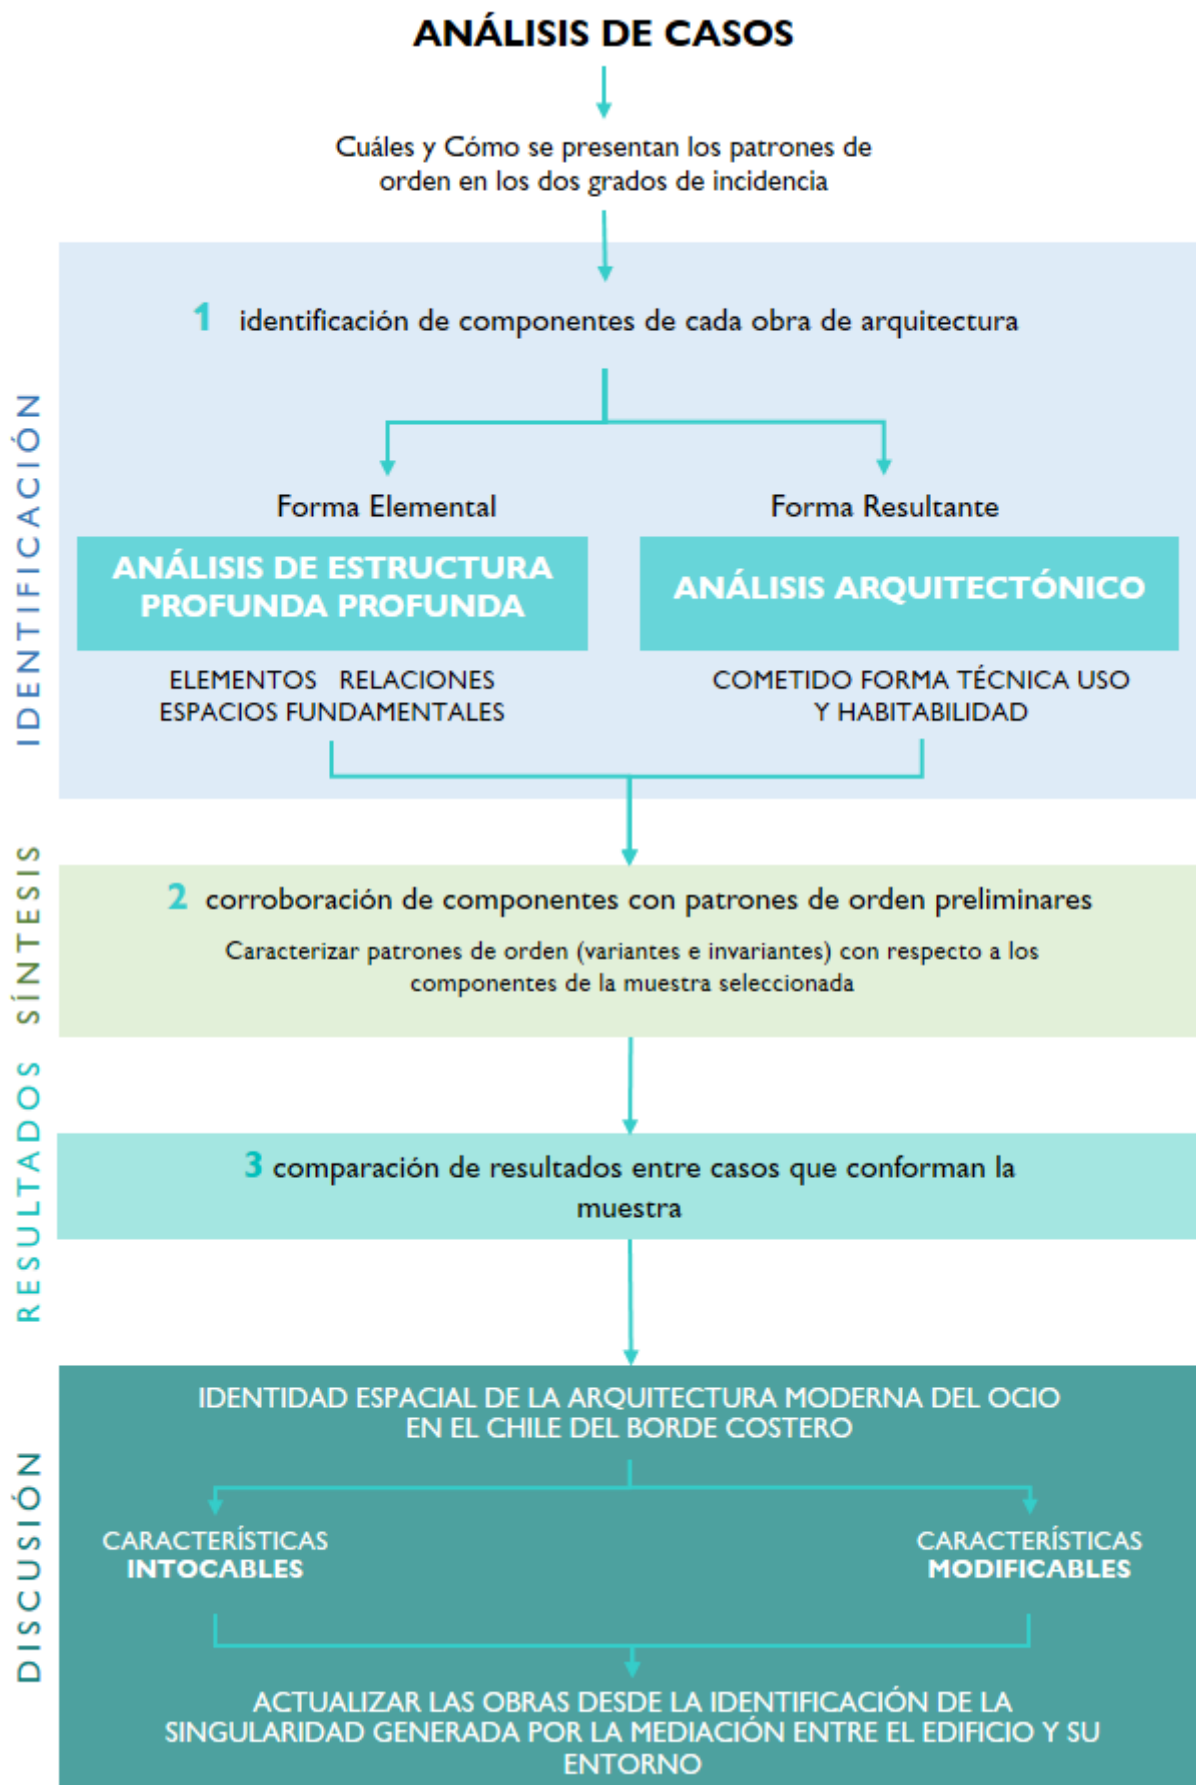 ANÁLISIS DE CASOS
Cuáles y Cómo se presentan los patrones de
orden en los dos grados de incidencia
IDENTIFICACIÓN
1 identificación de componentes de cada obra de arquitectura
Forma Elemental
ANÁLISIS DE ESTRUCTURA
PROFUNDA PROFUNDA
ELEMENTOS RELACIONES
ESPACIOS FUNDAMENTALES
Forma Resultante
ANÁLISIS ARQUITECTÓNICO
COMETIDO FORMA TÉCNICA USO
Y HABITABILIDAD
SÍNTESIS
2 corroboración de componentes con patrones de orden preliminares
Caracterizar patrones de orden (variantes e invariantes) con respecto a los
componentes de la muestra seleccionada
RESULTADOS
3 comparación de resultados entre casos que conforman la
muestra
DISCUSIÓN
IDENTIDAD ESPACIAL DE LA ARQUITECTURA MODERNA DEL OCIO
EN EL CHILE DEL BORDE COSTERO
CARACTERÍSTICAS
INTOCABLES
CARACTERÍSTICAS
MODIFICABLES
ACTUALIZAR LAS OBRAS DESDE LA IDENTIFICACIÓN DE LA
SINGULARIDAD GENERADA POR LA MEDIACIÓN ENTRE EL EDIFICIO Y SU
ENTORNO